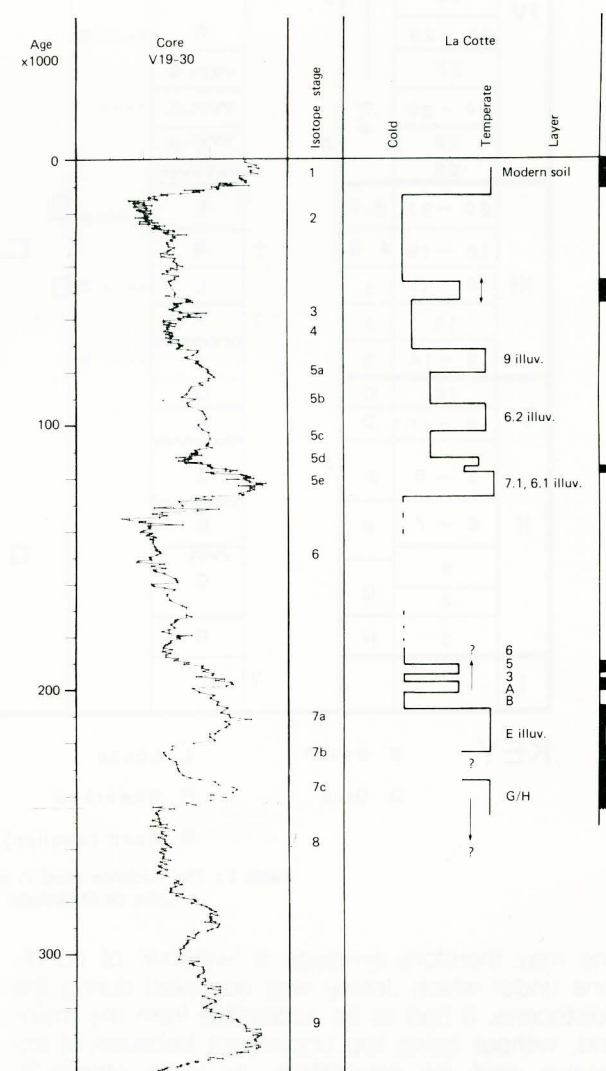 Age
x1000
Core
V19-30
Isotope stage
La Cotte
Cold
Temperate
Layer
0
1
Modern soil
2
3
4
5a
9 illuv.
5b
6.2 illuv.
100
5c
5d
5e
7.1, 6.1 illuv.
6
?
6
5
3
A
B
200
7a
E illuv.
7b
?
7c
G/H
8
?
300
9